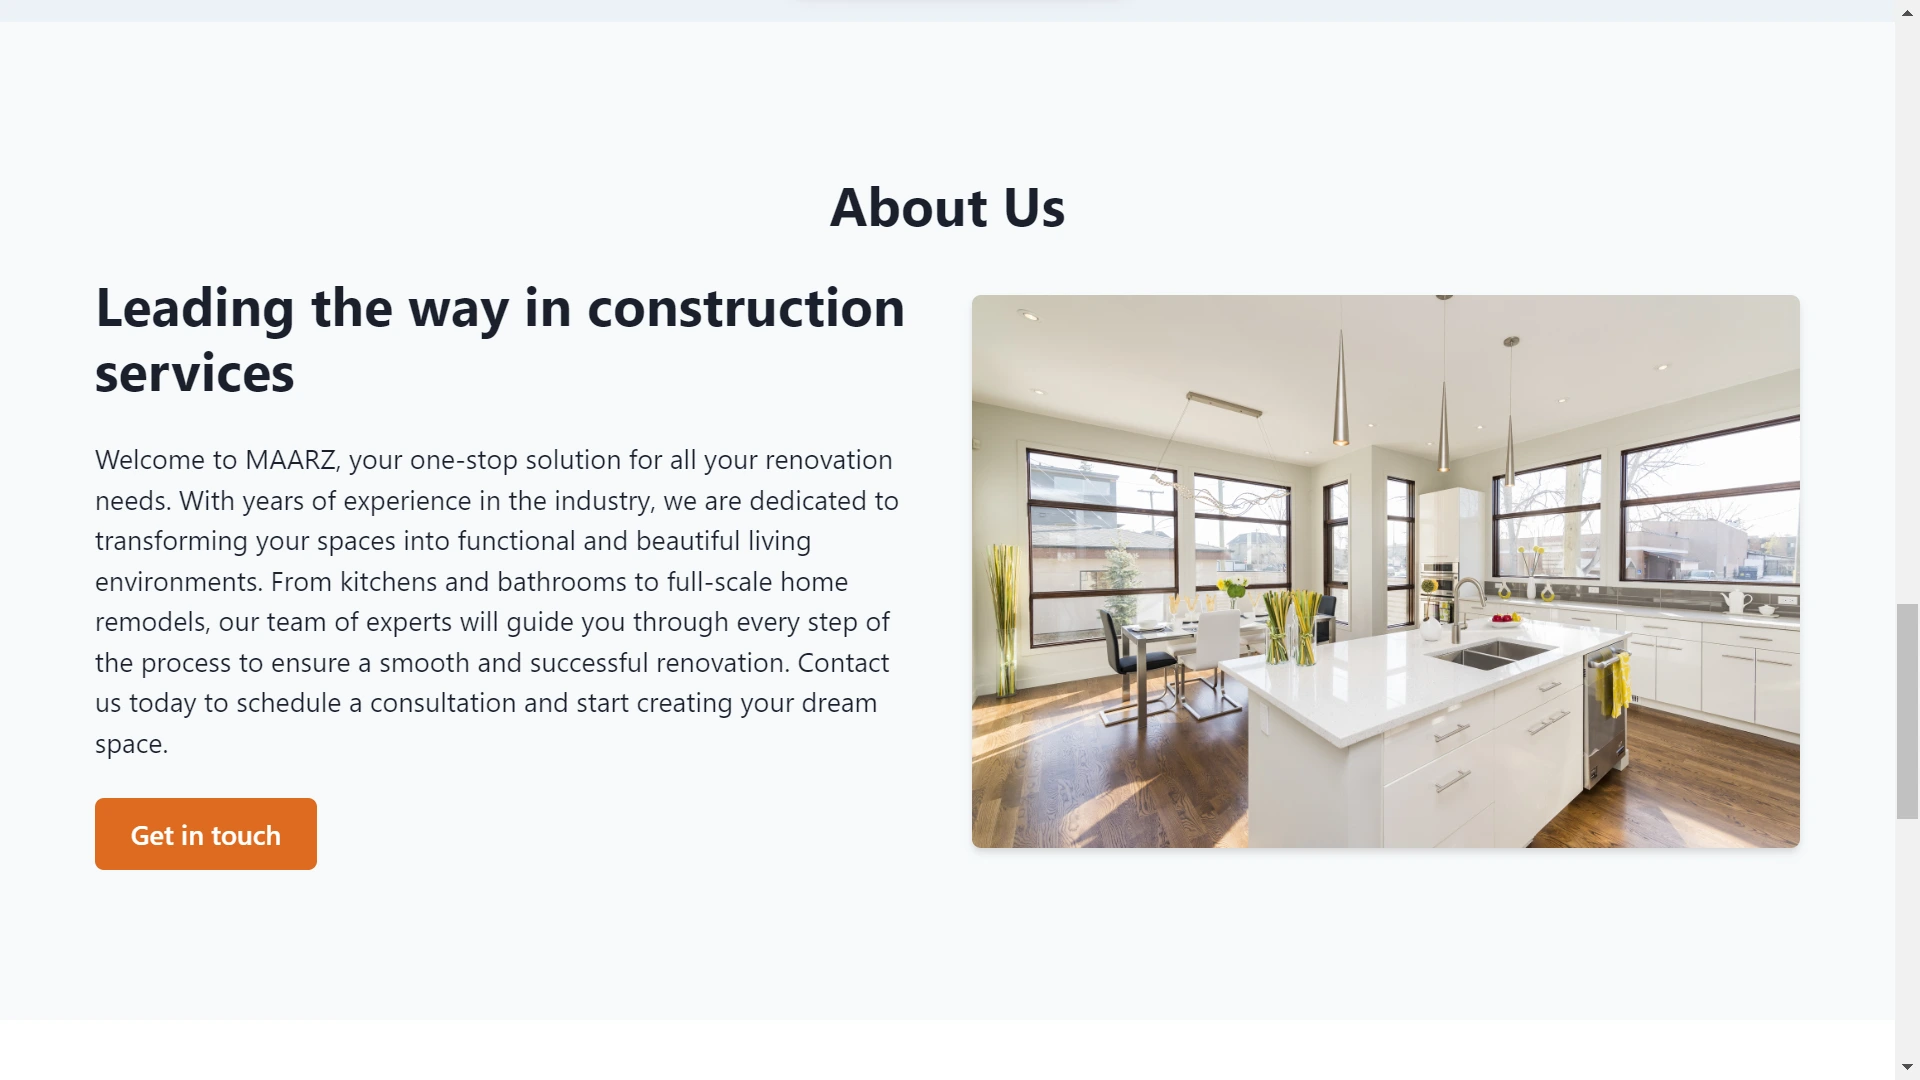 About Us
Leading the way in construction
services
Welcome to MAARZ, your one-stop solution for all your renovation
needs. With years of experience in the industry, we are dedicated to
transforming your spaces into functional and beautiful living
environments. From kitchens and bathrooms to full-scale home
remodels, our team of experts will guide you through every step of
the process to ensure a smooth and successful renovation. Contact
us today to schedule a consultation and start creating your dream
space.
Get in touch